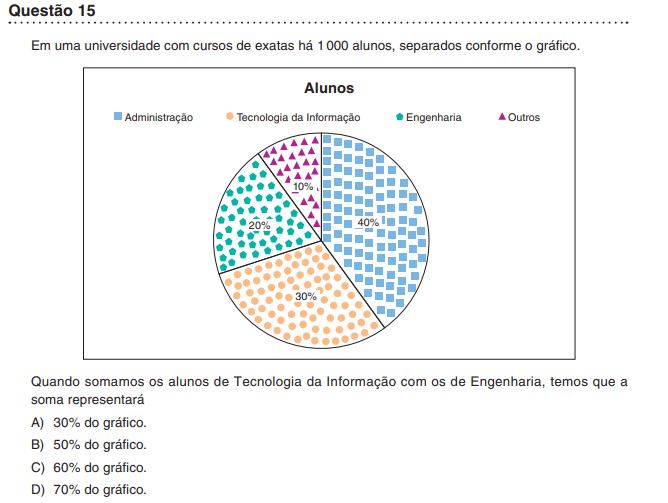 Questão 15
Em uma universidade com cursos de exatas há 1 000 alunos, separados conforme o gráfico.
Alunos
Administração Tecnologia da Informação Engenharia Outros
10%
40%
20%
30%
Quando somamos os alunos de Tecnologia da Informação com os de Engenharia, temos que a
soma representará
A) 30% do gráfico.
B) 50% do gráfico.
C) 60% do gráfico.
D) 70% do gráfico.